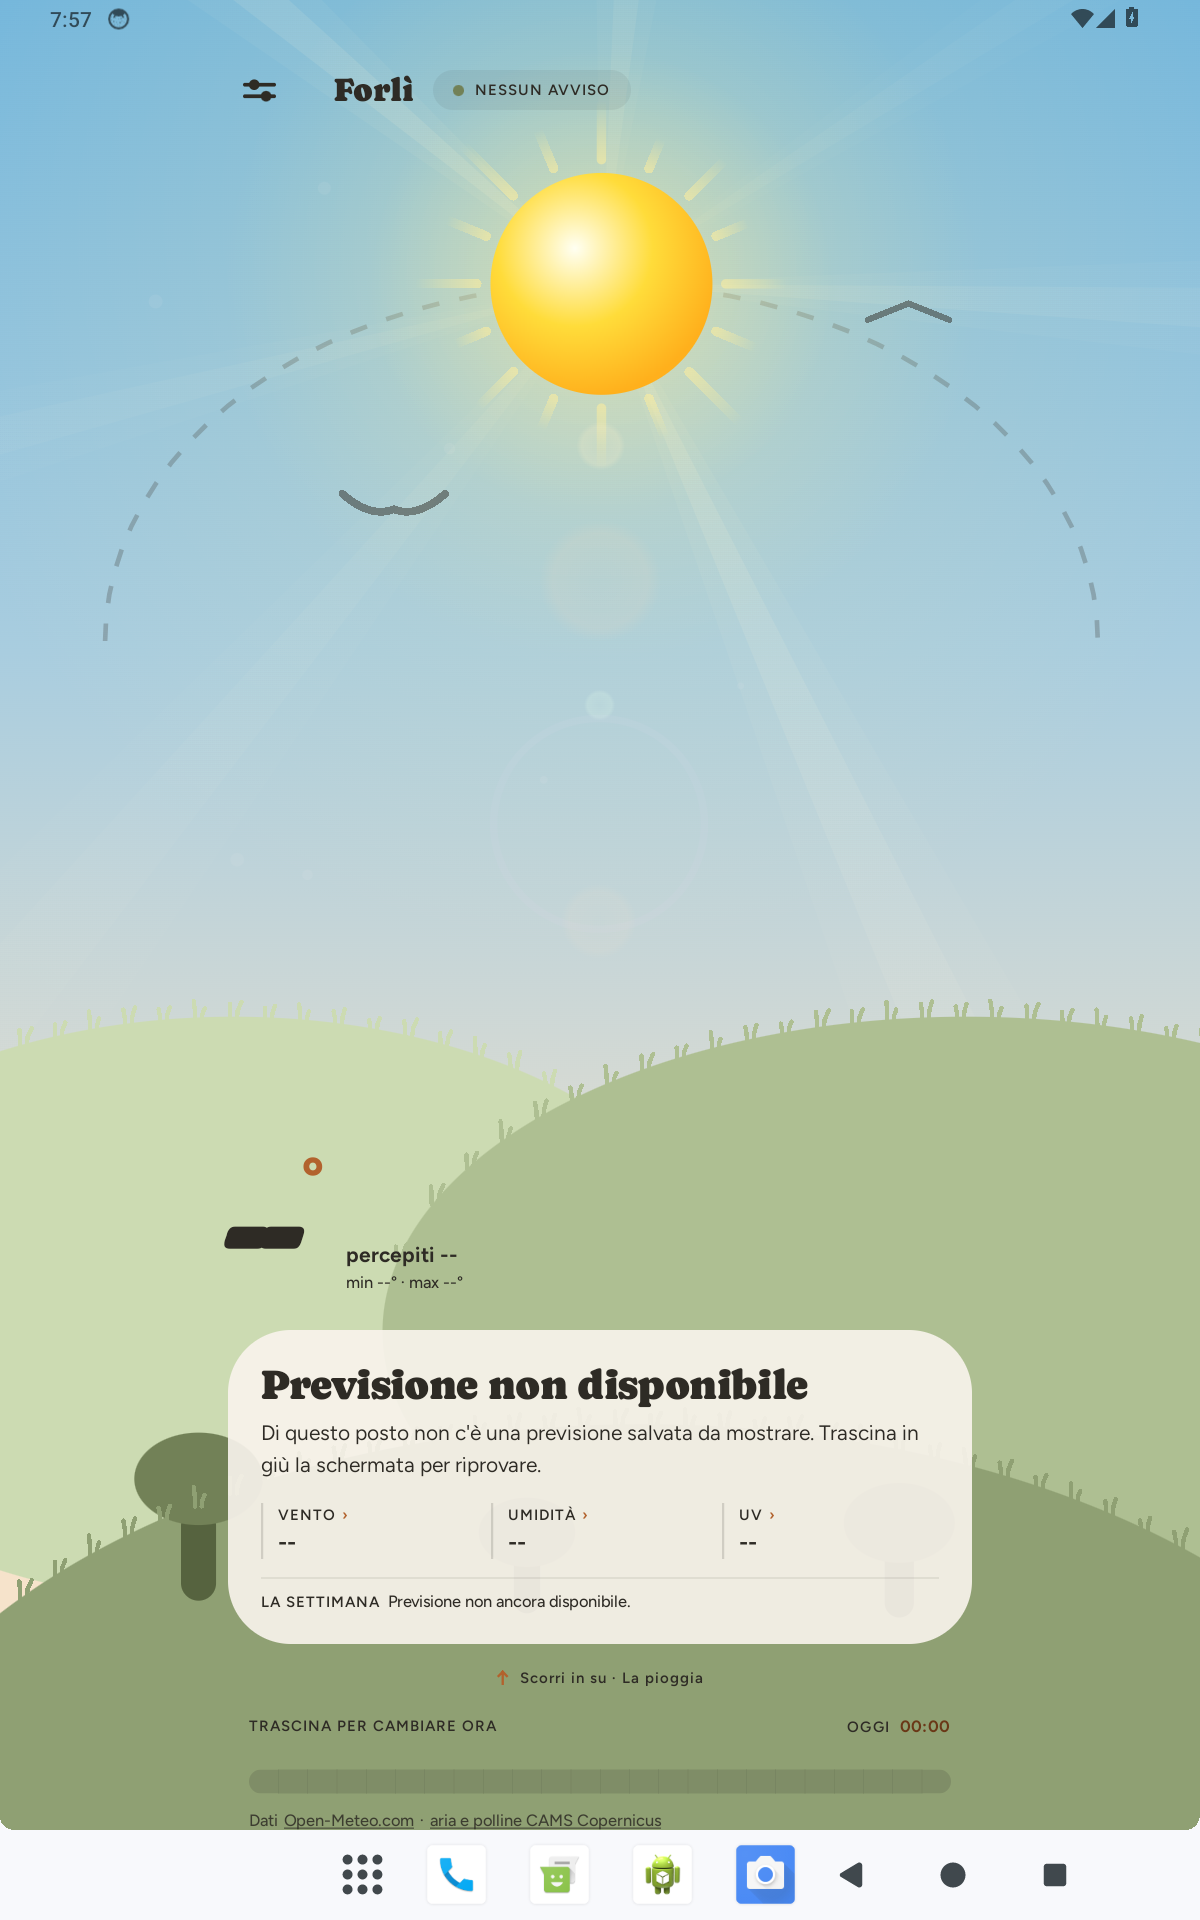 7:57
Forlì
NESSUN AVVISO
--°
percepiti --
min --° · max --°
Previsione non disponibile
Di questo posto non c'è una previsione salvata da mostrare. Trascina in
giù la schermata per riprovare.
VENTO › UMIDITÀ › UV ›
-- -- --
LA SETTIMANA Previsione non ancora disponibile.
↑ Scorri in su · La pioggia
TRASCINA PER CAMBIARE ORA OGGI 00:00
Dati Open-Meteo.com · aria e polline CAMS Copernicus